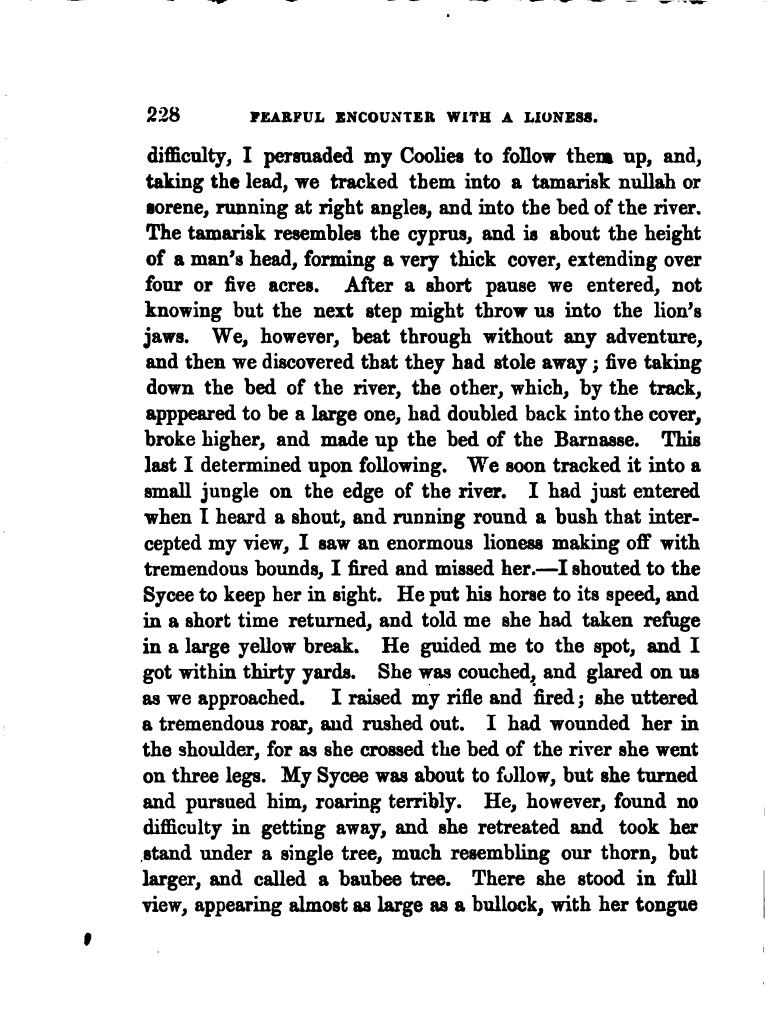 228 FEARFUL ENCOUNTER WITH A LIONESS.
difficulty, I persuaded my Coolies to follow them up, and,
taking the lead, we tracked them into a tamarisk nullah or
sorene, running at right angles, and into the bed of the river.
The tamarisk resembles the cyprus, and is about the height
of a man's head, forming a very thick cover, extending over
four or five acres. After a short pause we entered, not
knowing but the next step might throw us into the lion's
jaws. We, however, beat through without any adventure,
and then we discovered that they had stole away; five taking
down the bed of the river, the other, which, by the track,
apppeared to be a large one, had doubled back into the cover,
broke higher, and made up the bed of the Barnasse. This
last I determined upon following. We soon tracked it into a
small jungle on the edge of the river. I had just entered
when I heard a shout, and running round a bush that inter-
cepted my view, I saw an enormous lioness making off with
tremendous bounds, I fired and missed her.—I shouted to the
Sycee to keep her in sight. He put his horse to its speed, and
in a short time returned, and told me she had taken refuge
in a large yellow break. He guided me to the spot, and I
got within thirty yards. She was couched, and glared on us
as we approached. I raised my rifle and fired; she uttered
a tremendous roar, and rushed out. I had wounded her in
the shoulder, for as she crossed the bed of the river she went
on three legs. My Sycee was about to follow, but she turned
and pursued him, roaring terribly. He, however, found no
difficulty in getting away, and she retreated and took her
stand under a single tree, much resembling our thorn, but
larger, and called a baubee tree. There she stood in full
view, appearing almost as large as a bullock, with her tongue